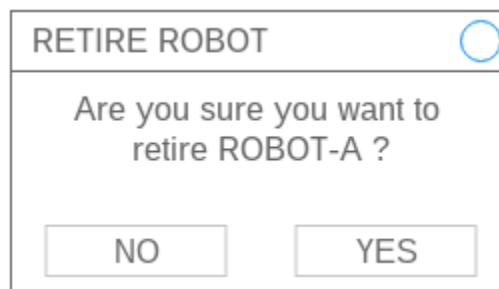 RETIRE ROBOT
Are you sure you want to
retire ROBOT-A ?
NO
YES